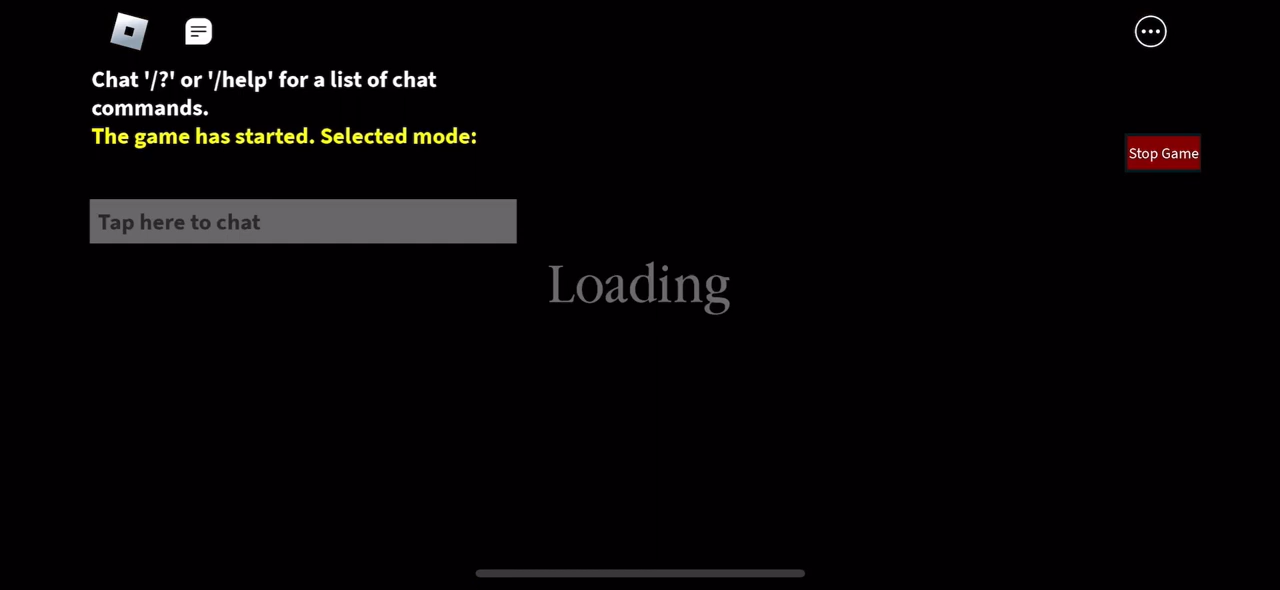 Chat '/?' or '/help' for a list of chat
commands.
The game has started. Selected mode:
Stop Game
Tap here to chat
Loading